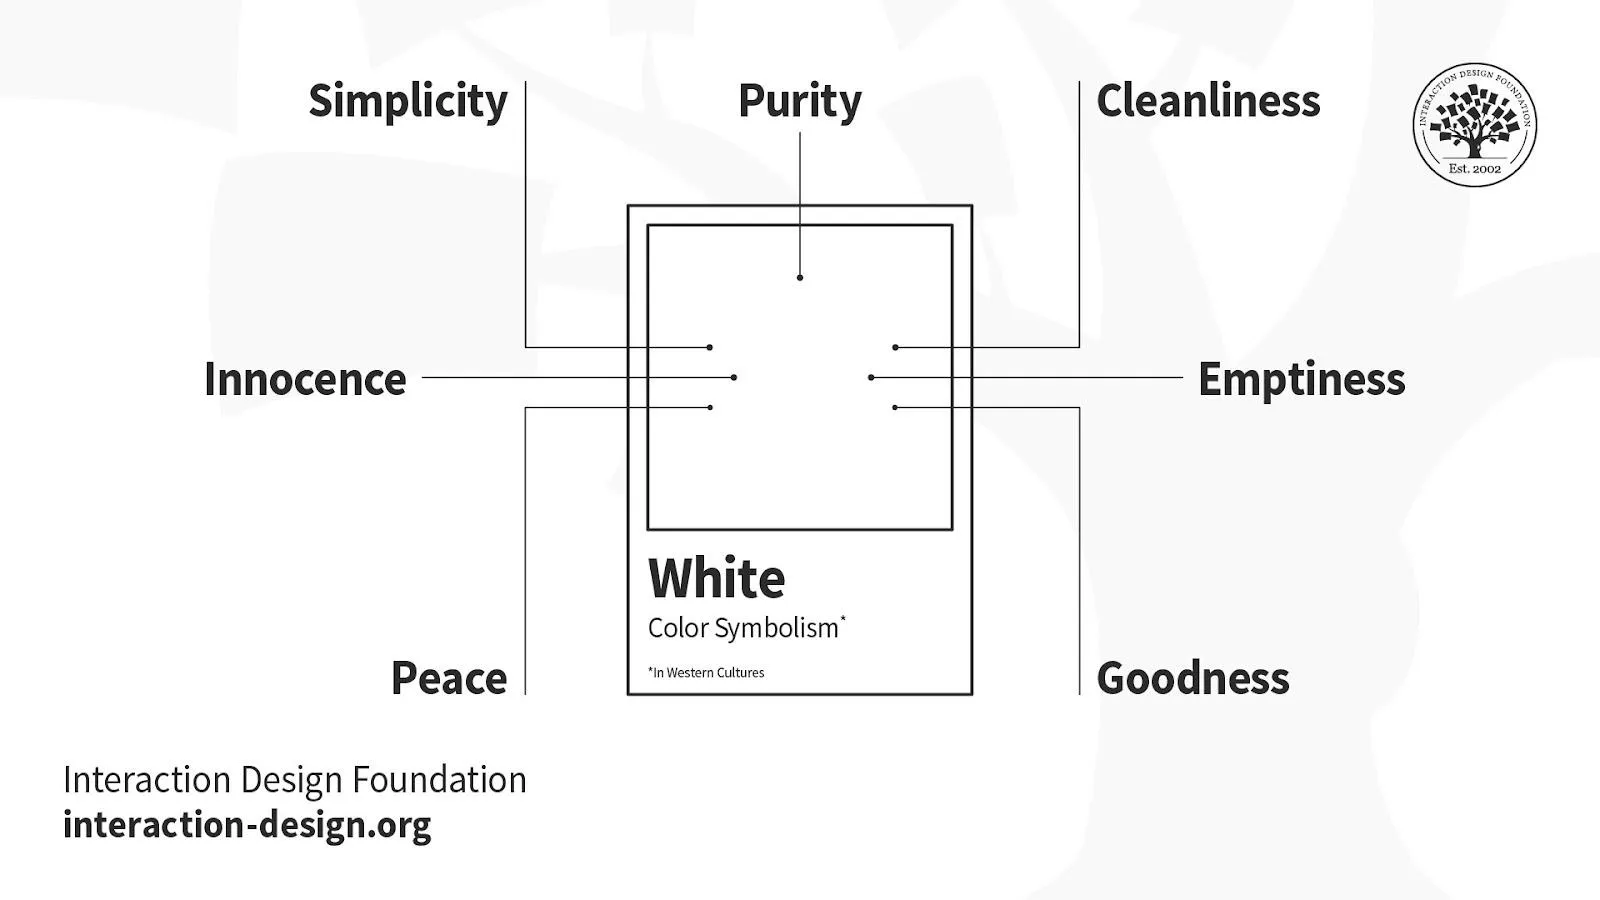 Simplicity
Purity
Cleanliness
INTERACTION DESIGN FOUNDATION
Est. 2002
Innocence
Emptiness
White
Color Symbolism*
*In Western Cultures
Peace
Goodness
Interaction Design Foundation
interaction-design.org